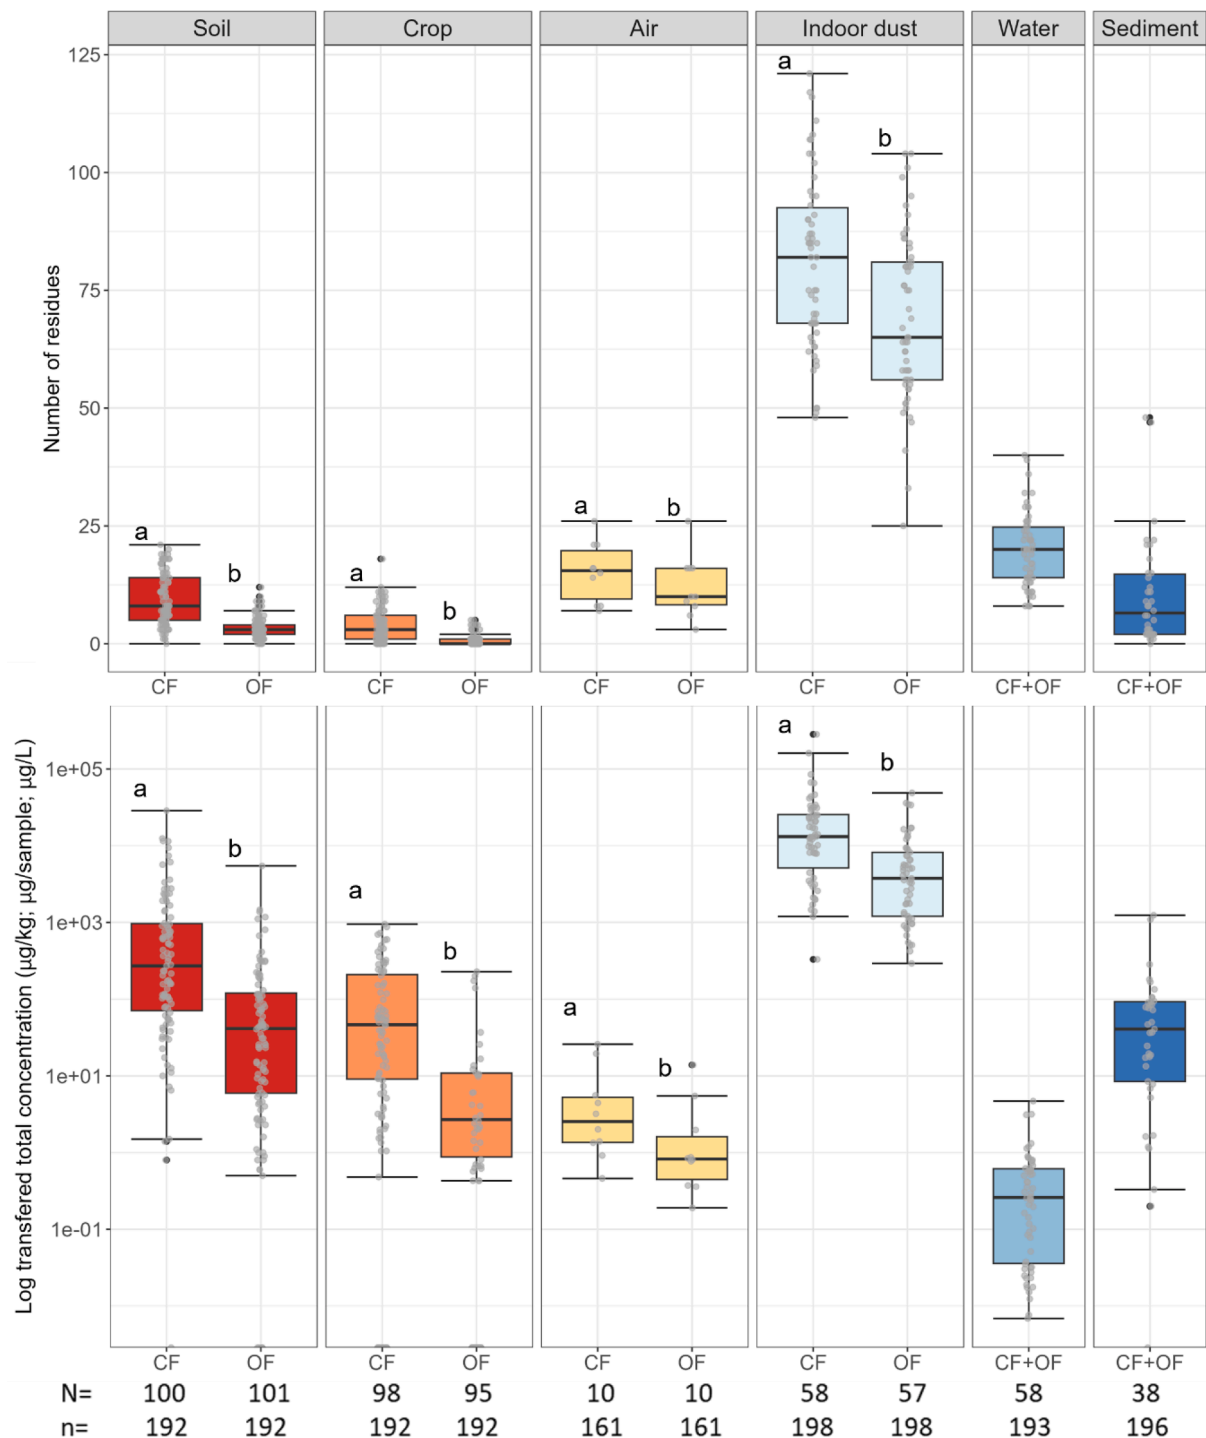 Soil Crop Air Indoor dust Water Sediment
Number of residues
125
a
b
100
75
50
25
a
b
a
b
a
b
0
CF OF CF OF CF OF CF OF CF+OF CF+OF
Log transfered total concentration (µg/kg; µg/sample; µg/L)
a
b
1e+05
a
b
a
b
1e+03
a
b
1e+01
1e-01
CF OF CF OF CF OF CF OF CF+OF CF+OF
N= 100 101 98 95 10 10 58 57 58 38
n= 192 192 192 192 161 161 198 198 193 196